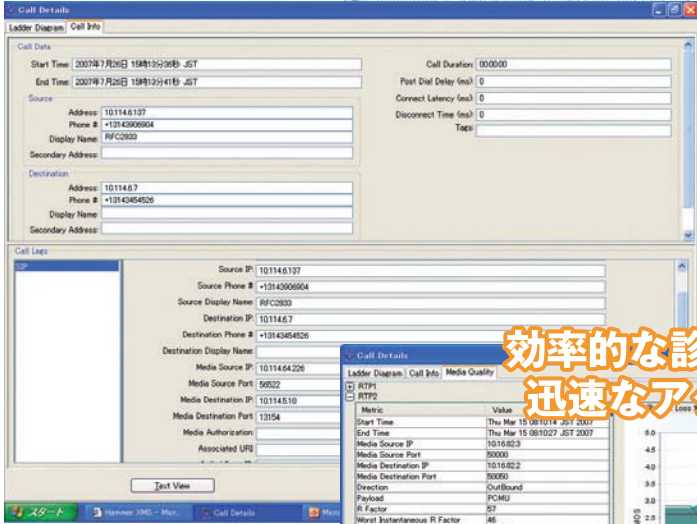 Call Details
Ladder Diagram Call Info
Call Data
Start Time: 2007年7月26日 15時13分36秒 JST
End Time: 2007年7月26日 15時13分41秒 JST
Call Duration: 00:00:00
Post Dial Delay (ms): 0
Connect Latency (ms): 0
Disconnect Time (ms): 0
Tags:
Source
Address: 10.114.6.137
Phone #: +13143906904
Display Name: RFC2833
Secondary Address:
Destination
Address: 10.114.6.7
Phone #: +13143454526
Display Name:
Secondary Address:
Call Legs
SIP
Source IP: 10.114.6.137
Source Phone #: +13143906904
Source Display Name: RFC2833
Destination IP: 10.114.6.7
Destination Phone #: +13143454526
Destination Display Name:
Media Source IP: 10.114.64.226
Media Source Port: 56522
Media Destination IP: 10.114.5.10
Media Destination Port: 13154
Media Authorization:
Associated URI:
Text View
スタート
Hammer XMS - Mor...
Call Details
効率的な診
迅速なア
Call Details
Ladder Diagram Call Info Media Quality
RTP1
RTP2
Metric Value
Start Time Thu Mar 15 08:10:14 JST 2007
End Time Thu Mar 15 08:10:27 JST 2007
Media Source IP 10.16.82.3
Media Source Port 50000
Media Destination IP 10.16.82.2
Media Destination Port 50050
Direction OutBound
Payload PCMU
R Factor 57
Worst Instantaneous R Factor 46
Loss
5.0
4.5
4.0
3.5
3.0
2.5
MOS